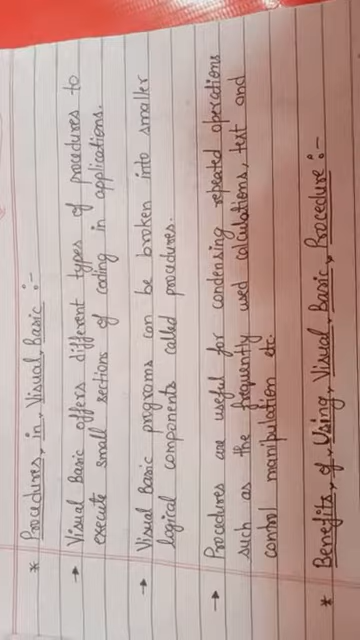 * Procedures in Visual Basic :-
→ Visual Basic offers different types of procedures to
execute small sections of coding in applications.
→ Visual Basic programs can be broken into smaller
logical components called procedures.
→ Procedures are useful for condensing repeated operations
such as the frequently used calculations, text and
control manipulation etc.
* Benefits of Using Visual Basic Procedure :-